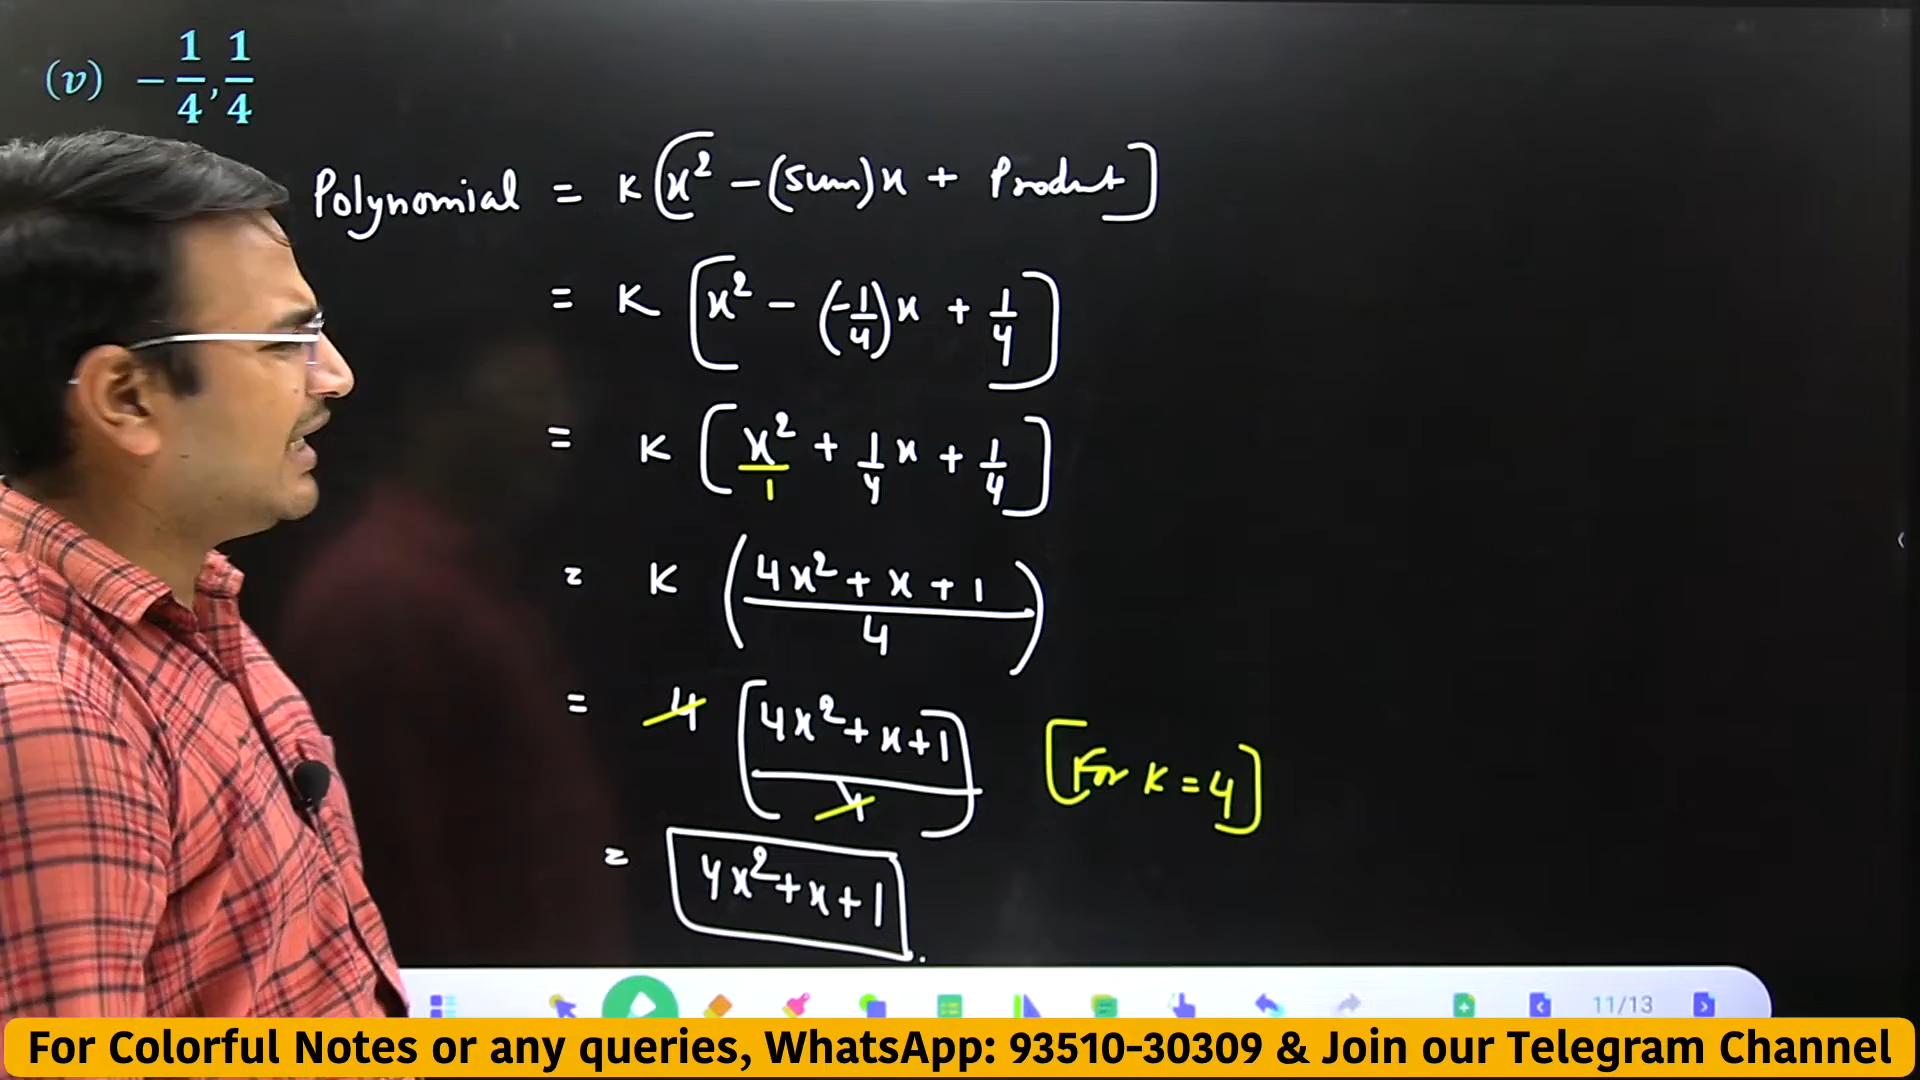 (v) -1/4, 1/4
Polynomial = K[x² - (sum)x + Product]
= K [x² - (-1/4)x + 1/4]
= K [x²/1 + 1/4 x + 1/4]
= K ((4x² + x + 1)/4)
= 4 [(4x² + x + 1)/4] [For K = 4]
= 4x² + x + 1
11/13
For Colorful Notes or any queries, WhatsApp: 93510-30309 & Join our Telegram Channel